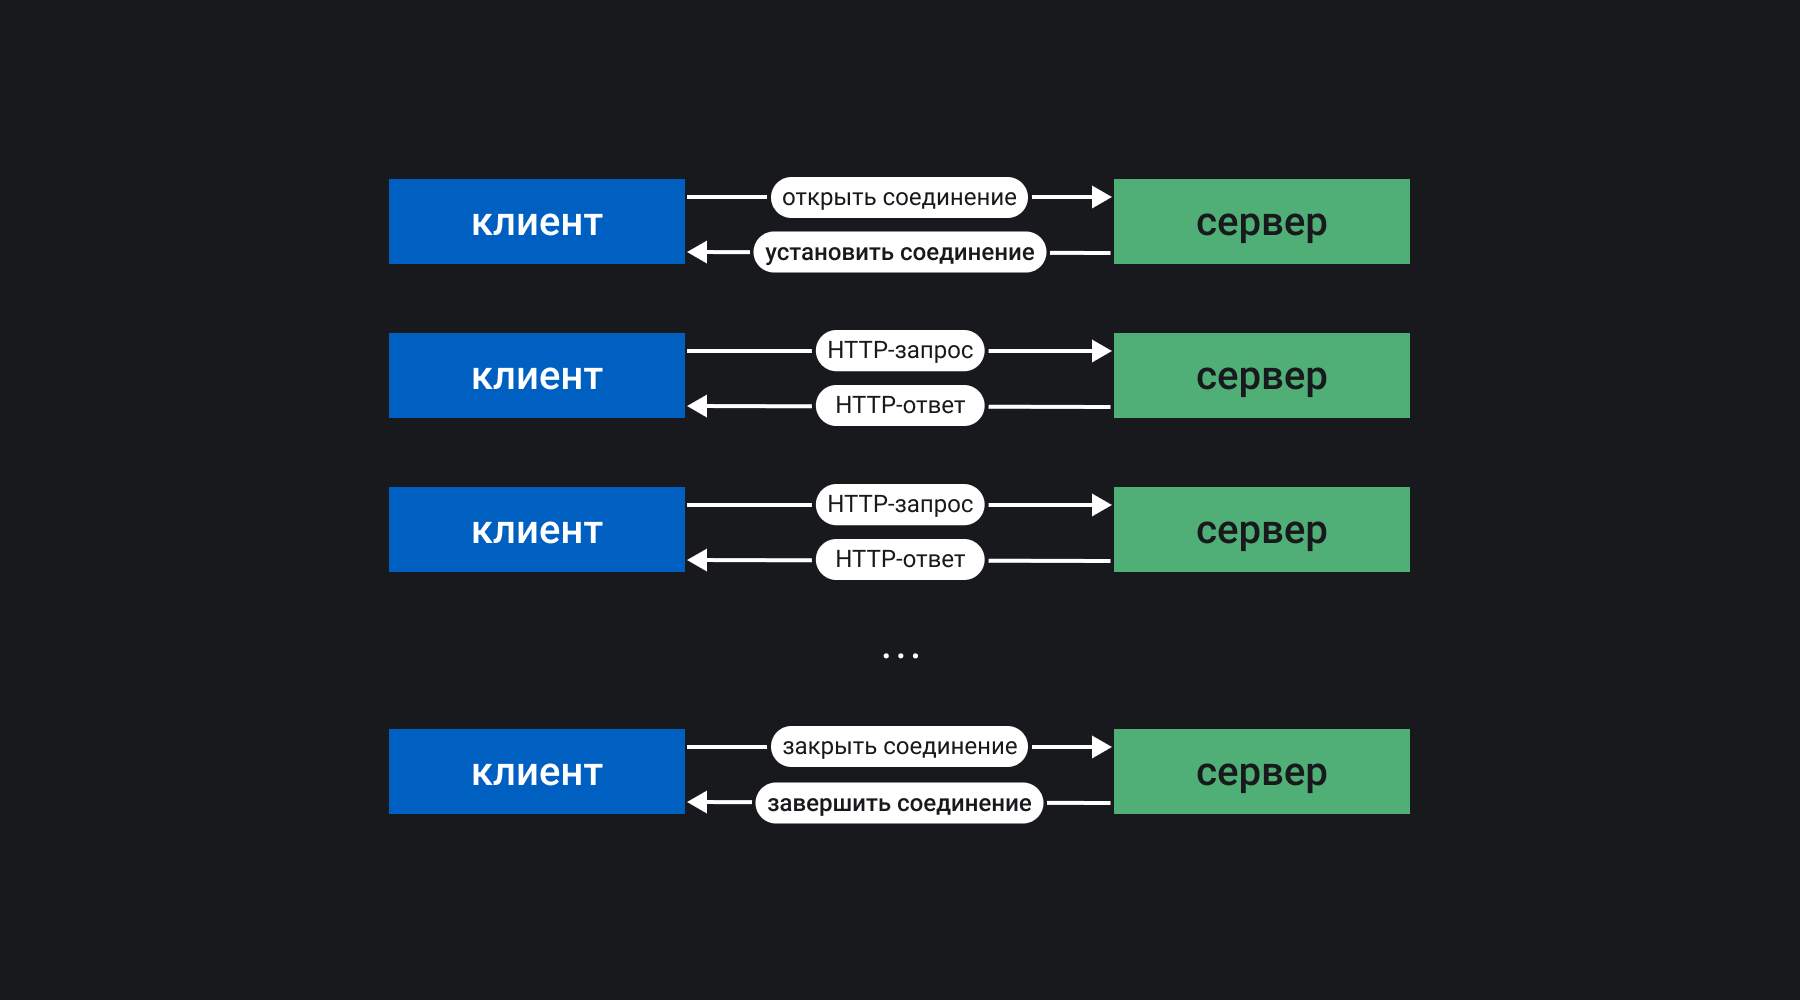 клиент
открыть соединение
установить соединение
сервер
клиент
HTTP-запрос
HTTP-ответ
сервер
клиент
HTTP-запрос
HTTP-ответ
сервер
...
клиент
закрыть соединение
завершить соединение
сервер